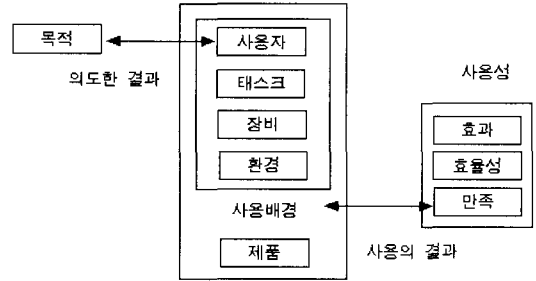 목적
의도한 결과
사용자
태스크
장비
환경
사용배경
제품
사용성
효과
효율성
만족
사용의 결과